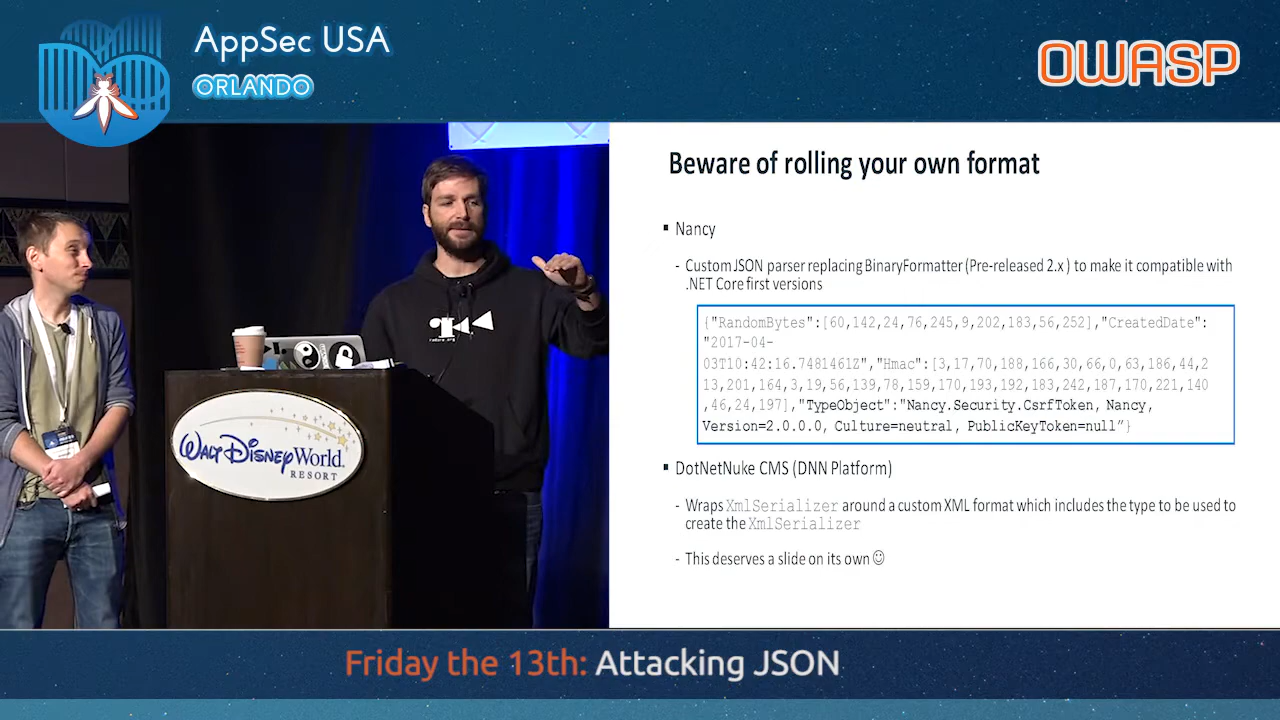 AppSec USA
ORLANDO
OWASP
Beware of rolling your own format
▪ Nancy
- Custom JSON parser replacing BinaryFormatter (Pre-released 2.x ) to make it compatible with
.NET Core first versions
{"RandomBytes":[60,142,24,76,245,9,202,183,56,252],"CreatedDate":
"2017-04-
03T10:42:16.7481461Z","Hmac":[3,17,70,188,166,30,66,0,63,186,44,2
13,201,164,3,19,56,139,78,159,170,193,192,183,242,187,170,221,140
,46,24,197],"TypeObject":"Nancy.Security.CsrfToken, Nancy,
Version=2.0.0.0, Culture=neutral, PublicKeyToken=null”}
▪ DotNetNuke CMS (DNN Platform)
- Wraps XmlSerializer around a custom XML format which includes the type to be used to
create the XmlSerializer
- This deserves a slide on its own ☺
WALT DISNEY World.
RESORT
Friday the 13th: Attacking JSON